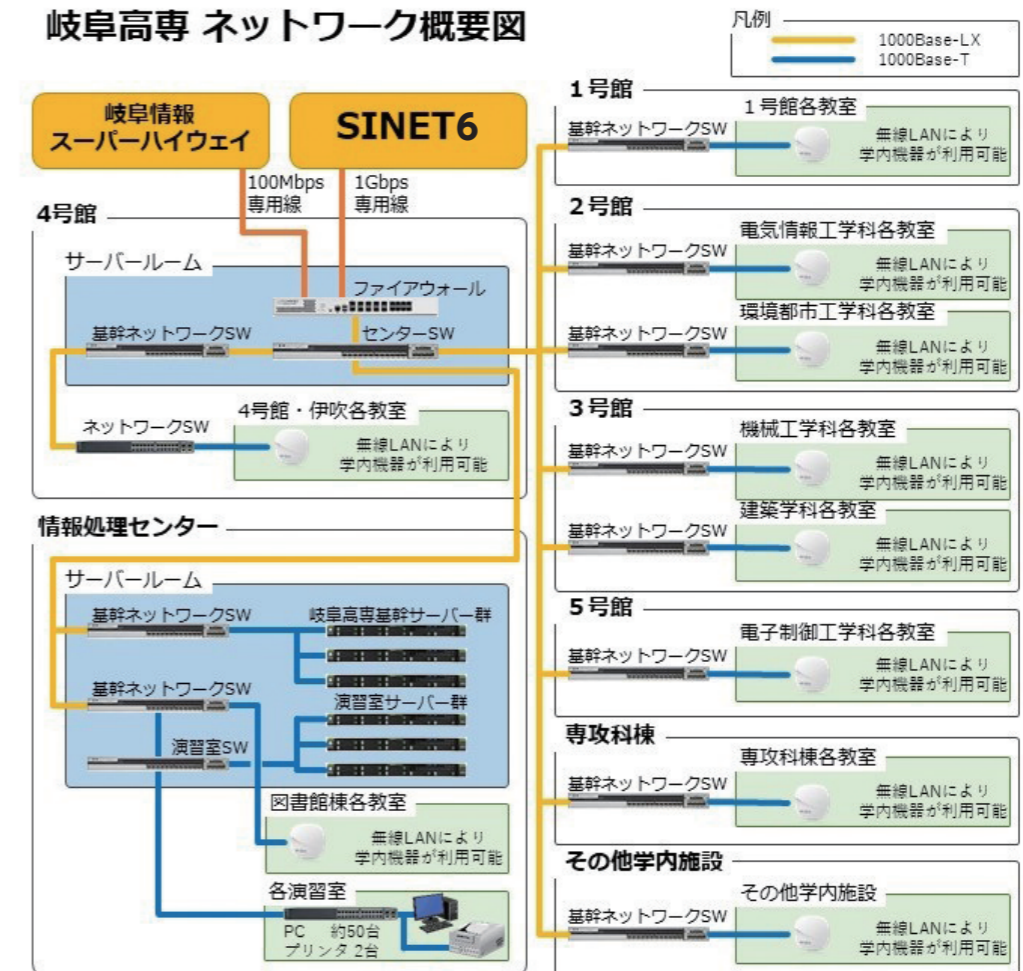 岐阜高専 ネットワーク概要図
凡例
1000Base-LX
1000Base-T
岐阜情報
スーパーハイウェイ
SINET6
100Mbps
専用線
1Gbps
専用線
4号館
サーバールーム
ファイアウォール
基幹ネットワークSW
センターSW
ネットワークSW
4号館・伊吹各教室
無線LANにより
学内機器が利用可能
情報処理センター
サーバールーム
基幹ネットワークSW
岐阜高専基幹サーバー群
基幹ネットワークSW
演習室サーバー群
演習室SW
図書館棟各教室
無線LANにより
学内機器が利用可能
各演習室
PC 約50台
プリンタ 2台
1号館
1号館各教室
基幹ネットワークSW
無線LANにより
学内機器が利用可能
2号館
電気情報工学科各教室
基幹ネットワークSW
無線LANにより
学内機器が利用可能
環境都市工学科各教室
基幹ネットワークSW
無線LANにより
学内機器が利用可能
3号館
機械工学科各教室
基幹ネットワークSW
無線LANにより
学内機器が利用可能
建築学科各教室
基幹ネットワークSW
無線LANにより
学内機器が利用可能
5号館
電子制御工学科各教室
基幹ネットワークSW
無線LANにより
学内機器が利用可能
専攻科棟
専攻科棟各教室
基幹ネットワークSW
無線LANにより
学内機器が利用可能
その他学内施設
その他学内施設
基幹ネットワークSW
無線LANにより
学内機器が利用可能